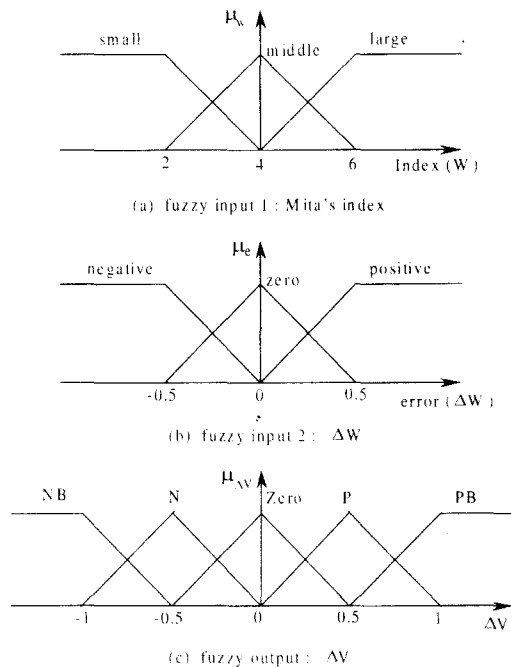 μw
small
middle
large
2
4
6
Index (W)
(a) fuzzy input 1 : Mita's index
μe
negative
zero
positive
-0.5
0
0.5
error (ΔW)
(b) fuzzy input 2 : ΔW
μΔV
NB
N
Zero
P
PB
-1
-0.5
0
0.5
1
ΔV
(c) fuzzy output : ΔV